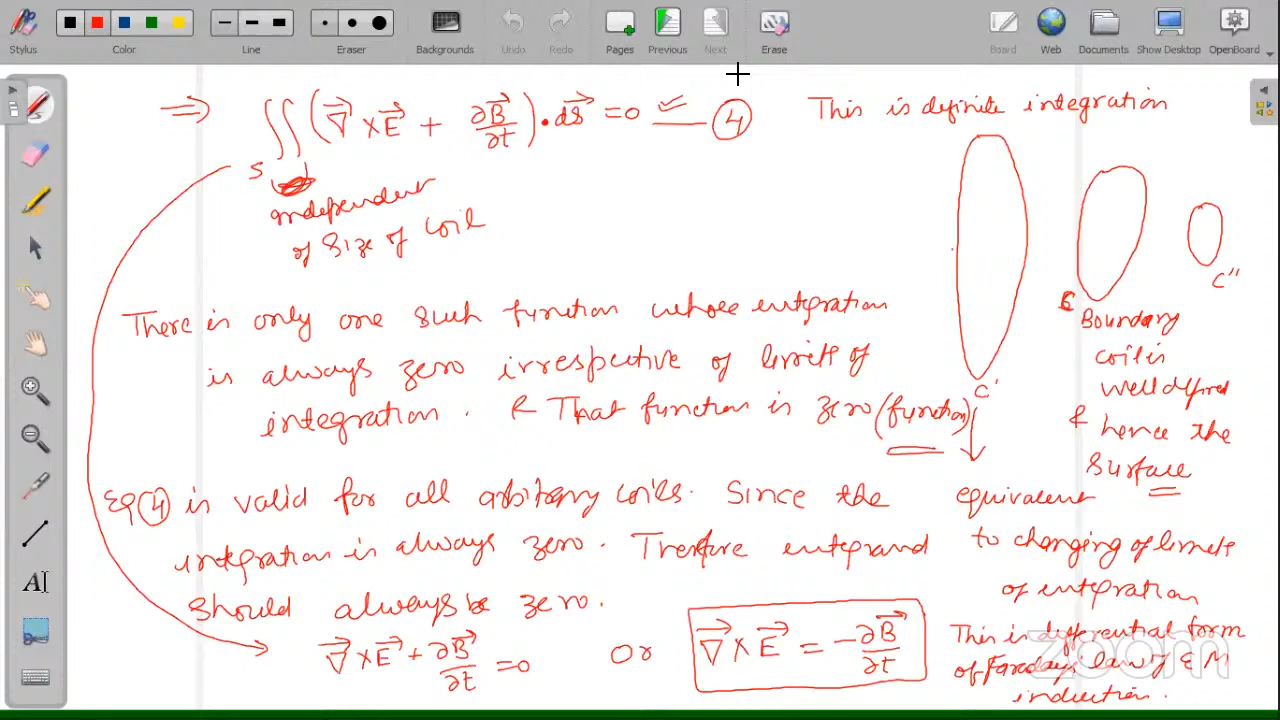 Stylus Color Line Eraser Backgrounds Undo Redo Pages Previous Next Erase Board Web Documents Show Desktop OpenBoard
⇒ ∬ (∇⃗ × E⃗ + ∂B⃗/∂t) • ds⃗ = 0 ④
S
This is definite integration
independent
of size of coil
C' C C''
Boundary
coil is
well defined
& hence the
surface
There is only one such function whose integration
is always zero irrespective of limits of
integration. & That function is zero (function)
Eq ④ is valid for all arbitrary coils. Since the
integration is always zero. Therefore integrand
should always be zero.
equivalent
to changing of limits
of integration
∇⃗ × E⃗ + ∂B⃗/∂t = 0 Or ∇⃗ × E⃗ = -∂B⃗/∂t
This is differential form
of Faradays law of EM
induction.
zoom